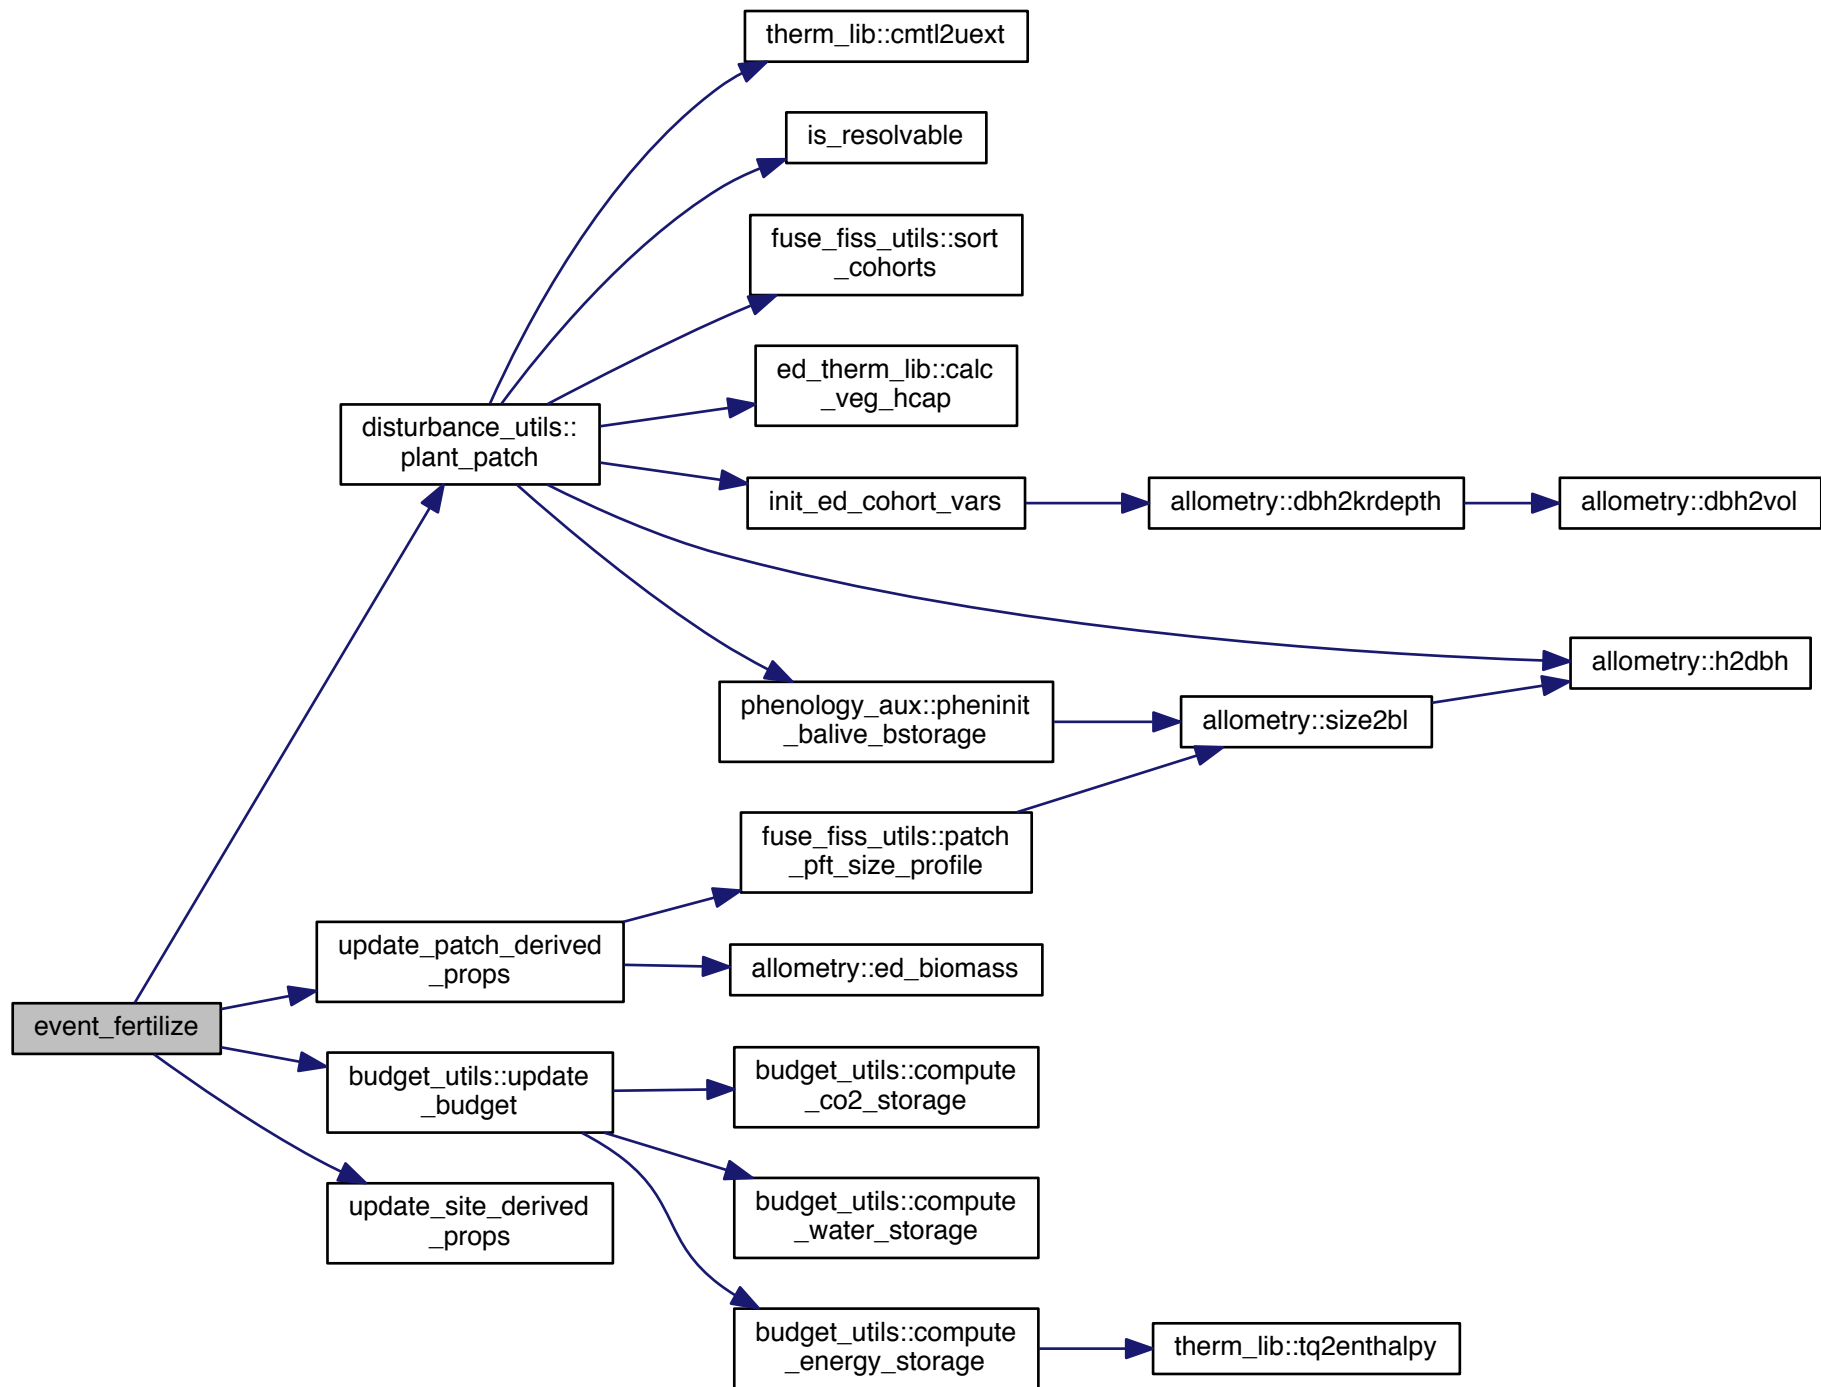 therm_lib::cmtl2uext
is_resolvable
fuse_fiss_utils::sort
_cohorts
ed_therm_lib::calc
_veg_hcap
disturbance_utils::
plant_patch
init_ed_cohort_vars
allometry::dbh2krdepth
allometry::dbh2vol
allometry::h2dbh
phenology_aux::pheninit
_balive_bstorage
allometry::size2bl
fuse_fiss_utils::patch
_pft_size_profile
update_patch_derived
_props
allometry::ed_biomass
event_fertilize
budget_utils::update
_budget
budget_utils::compute
_co2_storage
update_site_derived
_props
budget_utils::compute
_water_storage
budget_utils::compute
_energy_storage
therm_lib::tq2enthalpy